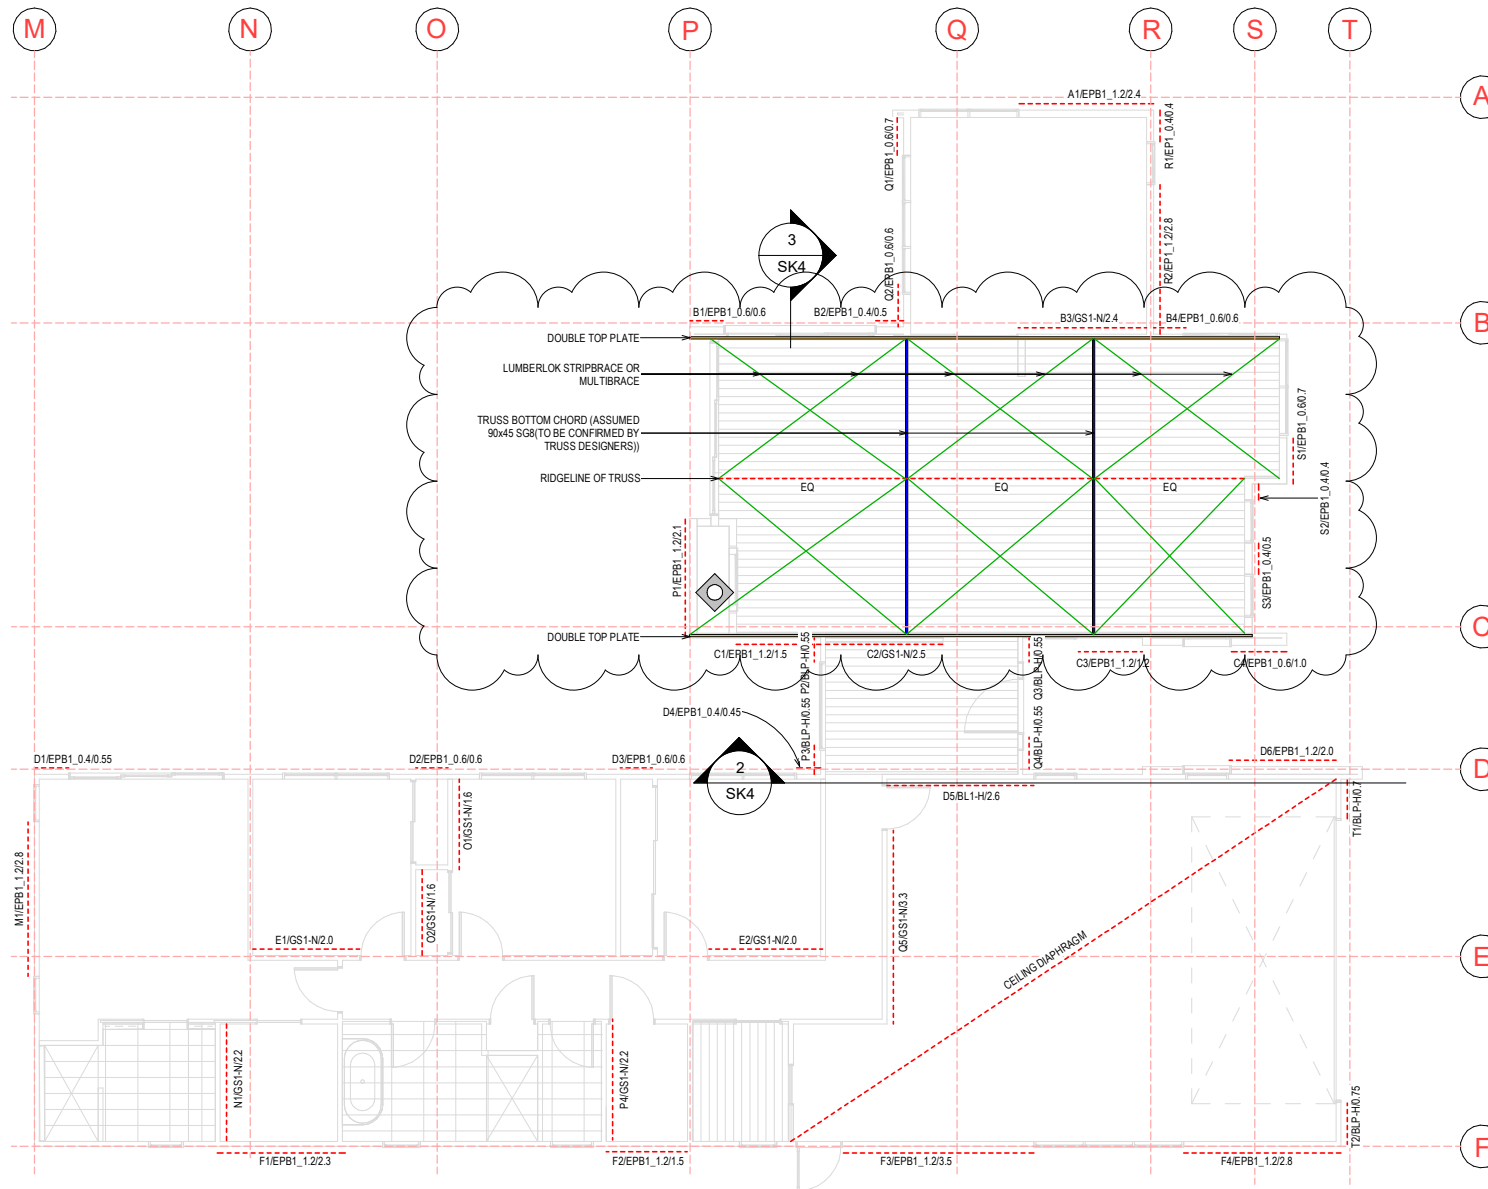 M N O P Q R S T
A
A1/EPB1_1.2/2.4
Q1/EPB1_0.6/0.7
R1/EP1_0.4/0.4
Q2/EPB1_0.6/0.6
R2/EP1_1.2/2.8
3
SK4
B1/EPB1_0.6/0.6
B2/EPB1_0.4/0.5
B3/GS1-N/2.4
B4/EPB1_0.6/0.6
B
DOUBLE TOP PLATE
LUMBERLOK STRIPBRACE OR
MULTIBRACE
TRUSS BOTTOM CHORD (ASSUMED
90x45 SG8(TO BE CONFIRMED BY
TRUSS DESIGNERS))
RIDGELINE OF TRUSS
EQ
EQ
EQ
S1/EPB1_0.6/0.7
S2/EPB1_0.4/0.4
S3/EPB1_0.4/0.5
P1/EPB1_1.2/2.1
DOUBLE TOP PLATE
C
C1/EPB1_1.2/1.5
P2/BLP-H/0.55
C2/GS1-N/2.5
Q3/BLP-H/0.55
C3/EPB1_1.2/1.2
C4/EPB1_0.6/1.0
D4/EPB1_0.4/0.45
P3/BLP-H/0.55
Q4/BLP-H/0.55
D1/EPB1_0.4/0.55
D2/EPB1_0.6/0.6
D3/EPB1_0.6/0.6
D6/EPB1_1.2/2.0
D
2
SK4
D5/BL1-H/2.6
T1/BLP-H/0.7
O1/GS1-N/1.6
M1/EPB1_1.2/2.8
O2/GS1-N/1.6
E1/GS1-N/2.0
E2/GS1-N/2.0
Q5/GS1-N/3.3
CEILING DIAPHRAGM
E
N1/GS1-N/2.2
P4/GS1-N/2.2
T2/BLP-H/0.75
F
F1/EPB1_1.2/2.3
F2/EPB1_1.2/1.5
F3/EPB1_1.2/3.5
F4/EPB1_1.2/2.8